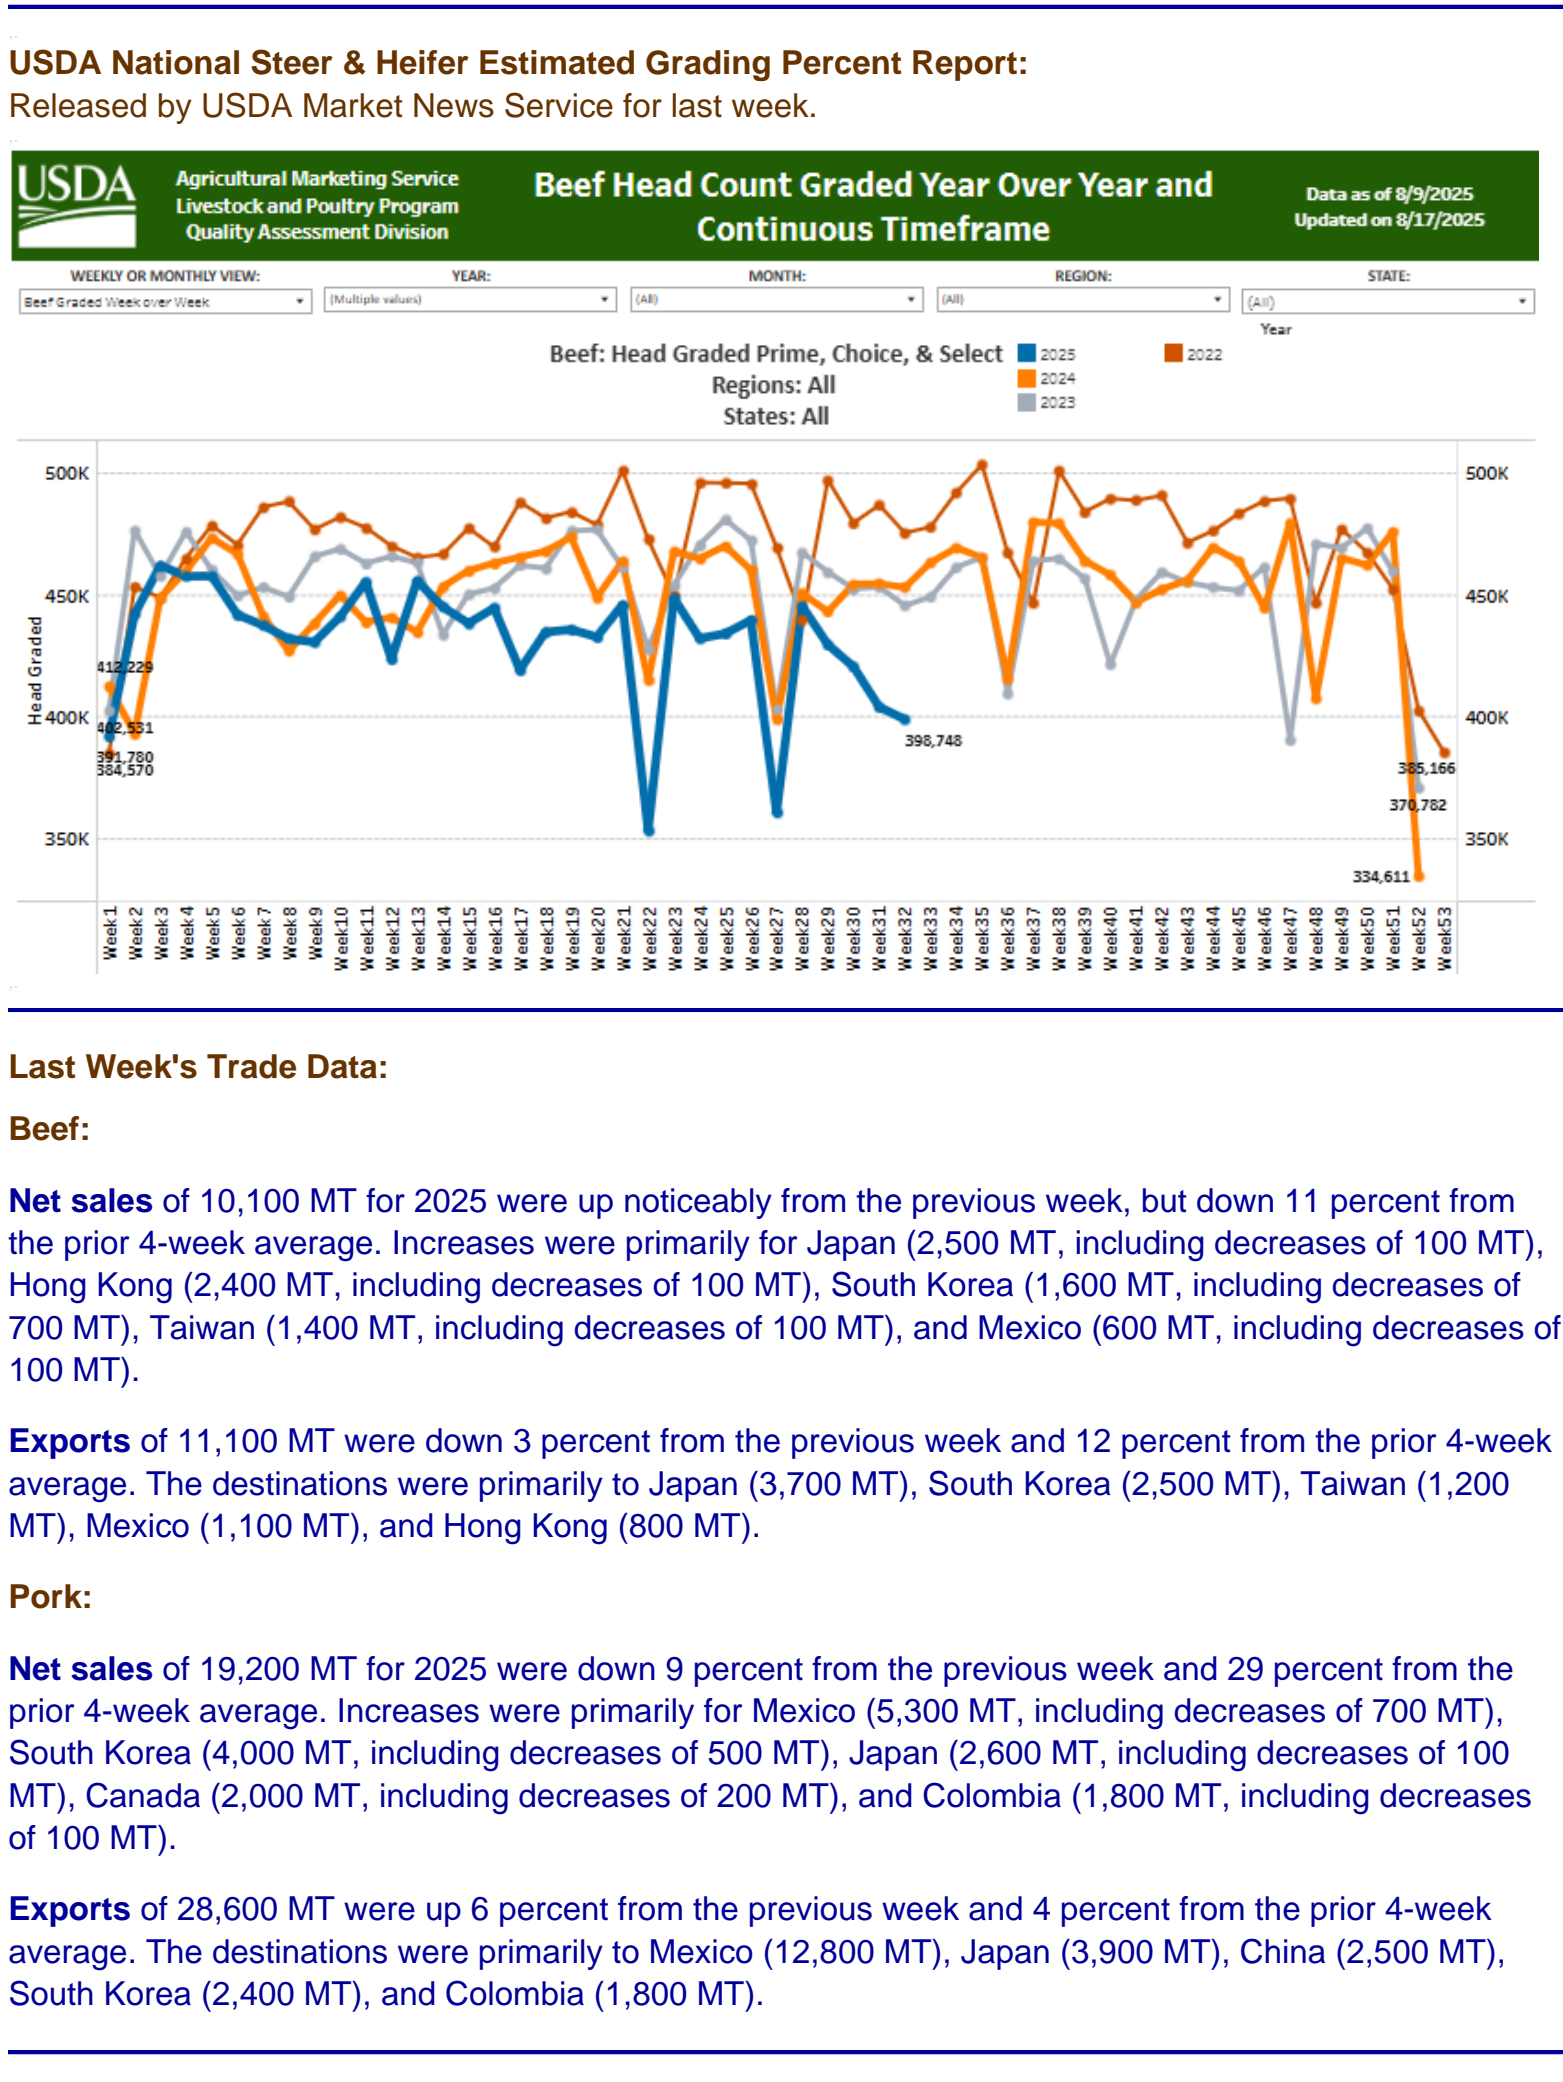 USDA National Steer & Heifer Estimated Grading Percent Report:
Released by USDA Market News Service for last week.
USDA
Agricultural Marketing Service
Livestock and Poultry Program
Quality Assessment Division
Beef Head Count Graded Year Over Year and
Continuous Timeframe
Data as of 8/9/2025
Updated on 8/17/2025
WEEKLY OR MONTHLY VIEW: YEAR: MONTH: REGION: STATE:
Beef Graded Week over Week (Multiple values) (All) (All) (All)
Year
Beef: Head Graded Prime, Choice, & Select
Regions: All
States: All
2025 2022
2024
2023
500K 500K
450K 450K
400K 400K
350K 350K
Head Graded
412,229
402,531
391,780
384,570
398,748
385,166
370,782
334,611
Week1
Week2
Week3
Week4
Week5
Week6
Week7
Week8
Week9
Week10
Week11
Week12
Week13
Week14
Week15
Week16
Week17
Week18
Week19
Week20
Week21
Week22
Week23
Week24
Week25
Week26
Week27
Week28
Week29
Week30
Week31
Week32
Week33
Week34
Week35
Week36
Week37
Week38
Week39
Week40
Week41
Week42
Week43
Week44
Week45
Week46
Week47
Week48
Week49
Week50
Week51
Week52
Week53
Last Week's Trade Data:
Beef:
Net sales of 10,100 MT for 2025 were up noticeably from the previous week, but down 11 percent from
the prior 4-week average. Increases were primarily for Japan (2,500 MT, including decreases of 100 MT),
Hong Kong (2,400 MT, including decreases of 100 MT), South Korea (1,600 MT, including decreases of
700 MT), Taiwan (1,400 MT, including decreases of 100 MT), and Mexico (600 MT, including decreases of
100 MT).
Exports of 11,100 MT were down 3 percent from the previous week and 12 percent from the prior 4-week
average. The destinations were primarily to Japan (3,700 MT), South Korea (2,500 MT), Taiwan (1,200
MT), Mexico (1,100 MT), and Hong Kong (800 MT).
Pork:
Net sales of 19,200 MT for 2025 were down 9 percent from the previous week and 29 percent from the
prior 4-week average. Increases were primarily for Mexico (5,300 MT, including decreases of 700 MT),
South Korea (4,000 MT, including decreases of 500 MT), Japan (2,600 MT, including decreases of 100
MT), Canada (2,000 MT, including decreases of 200 MT), and Colombia (1,800 MT, including decreases
of 100 MT).
Exports of 28,600 MT were up 6 percent from the previous week and 4 percent from the prior 4-week
average. The destinations were primarily to Mexico (12,800 MT), Japan (3,900 MT), China (2,500 MT),
South Korea (2,400 MT), and Colombia (1,800 MT).